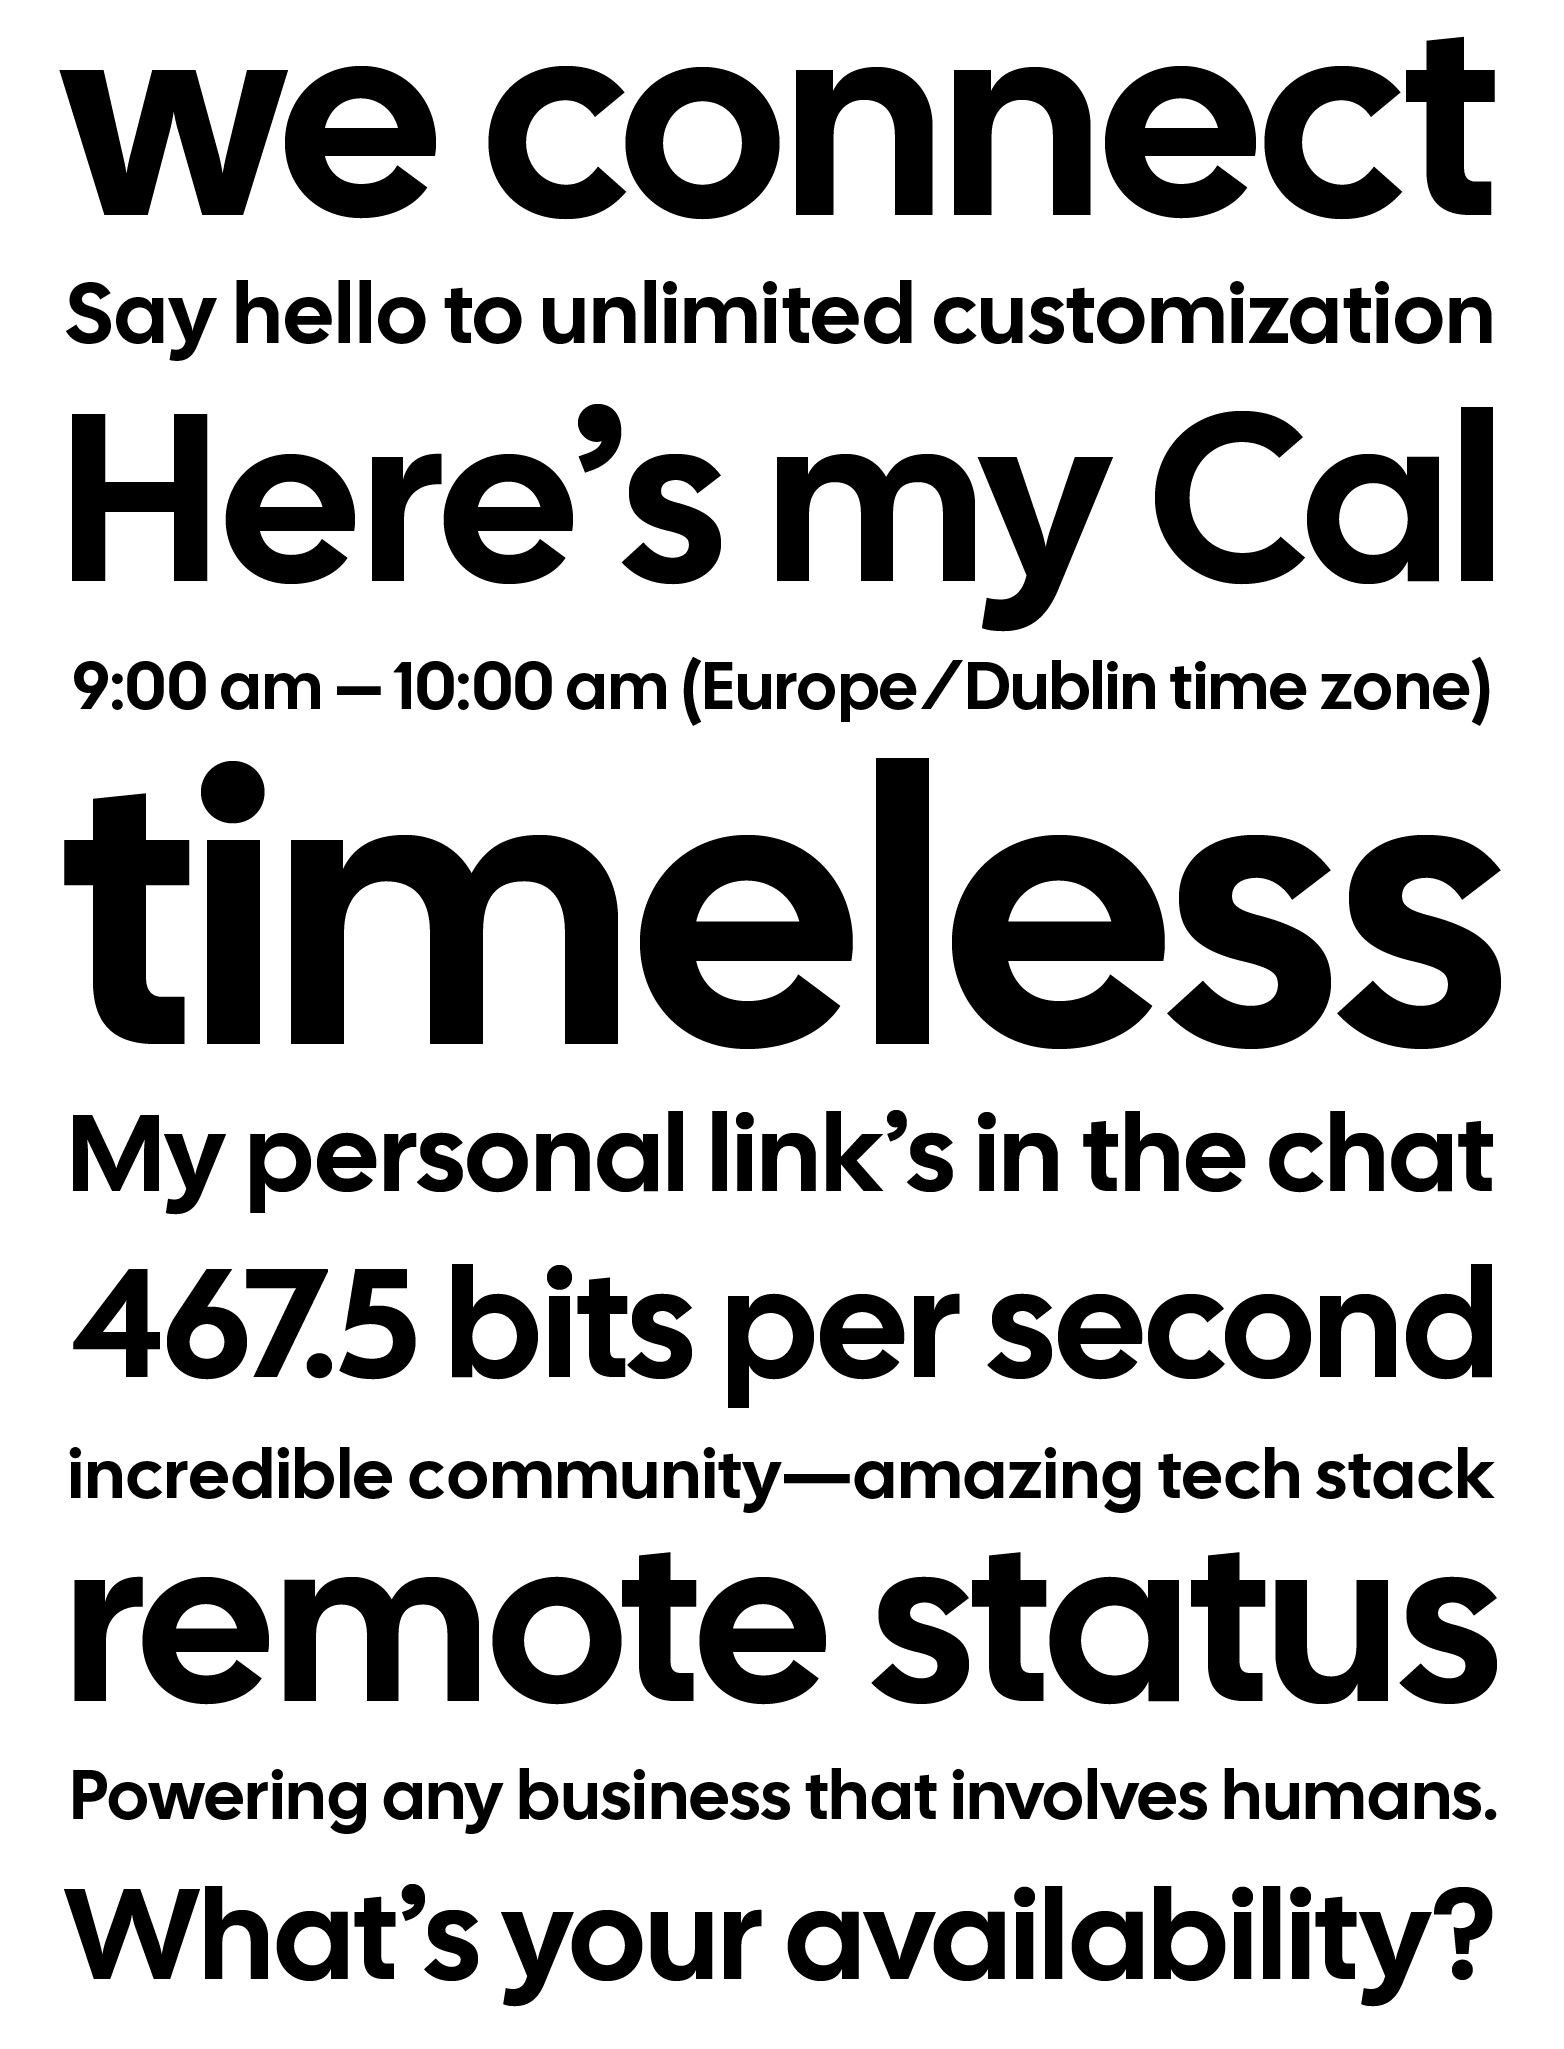 we connect
Say hello to unlimited customization
Here’s my Cal
9:00 am – 10:00 am (Europe/Dublin time zone)
timeless
My personal link’s in the chat
467.5 bits per second
incredible community—amazing tech stack
remote status
Powering any business that involves humans.
What’s your availability?